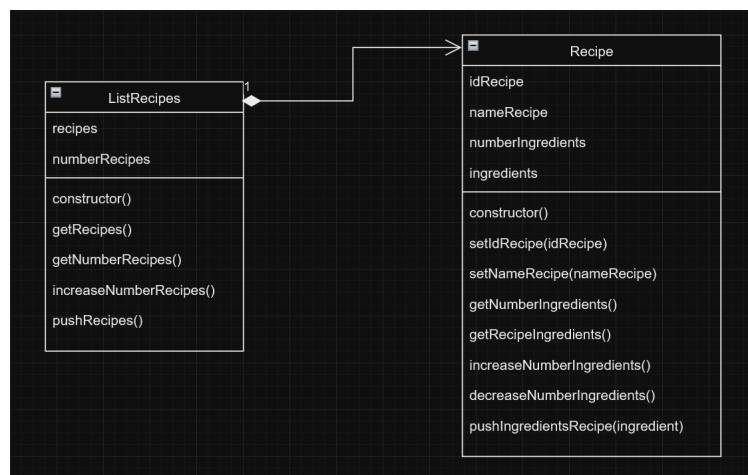 ListRecipes
recipes
numberRecipes
constructor()
getRecipes()
getNumberRecipes()
increaseNumberRecipes()
pushRecipes()
1
Recipe
idRecipe
nameRecipe
numberIngredients
ingredients
constructor()
setIdRecipe(idRecipe)
setNameRecipe(nameRecipe)
getNumberIngredients()
getRecipeIngredients()
increaseNumberIngredients()
decreaseNumberIngredients()
pushIngredientsRecipe(ingredient)